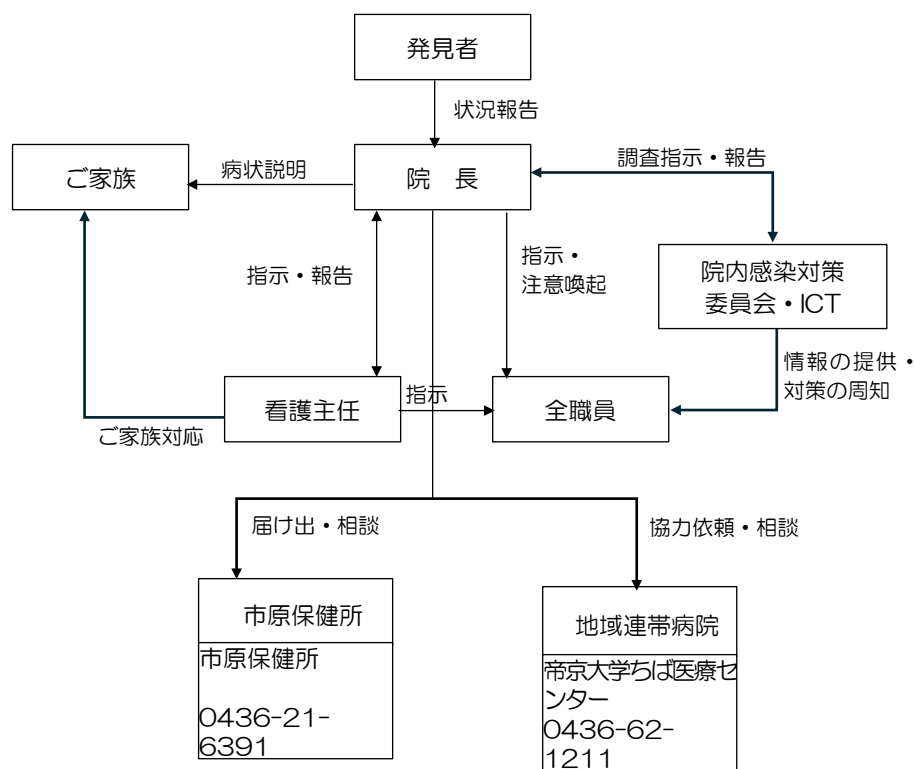 発見者
状況報告
ご家族
病状説明
院　長
調査指示・報告
指示・報告
指示・
注意喚起
院内感染対策
委員会・ICT
情報の提供・
対策の周知
看護主任
指示
全職員
ご家族対応
届け出・相談
協力依頼・相談
市原保健所
市原保健所
0436-21-
6391
地域連帯病院
帝京大学ちば医療セ
ンター
0436-62-
1211